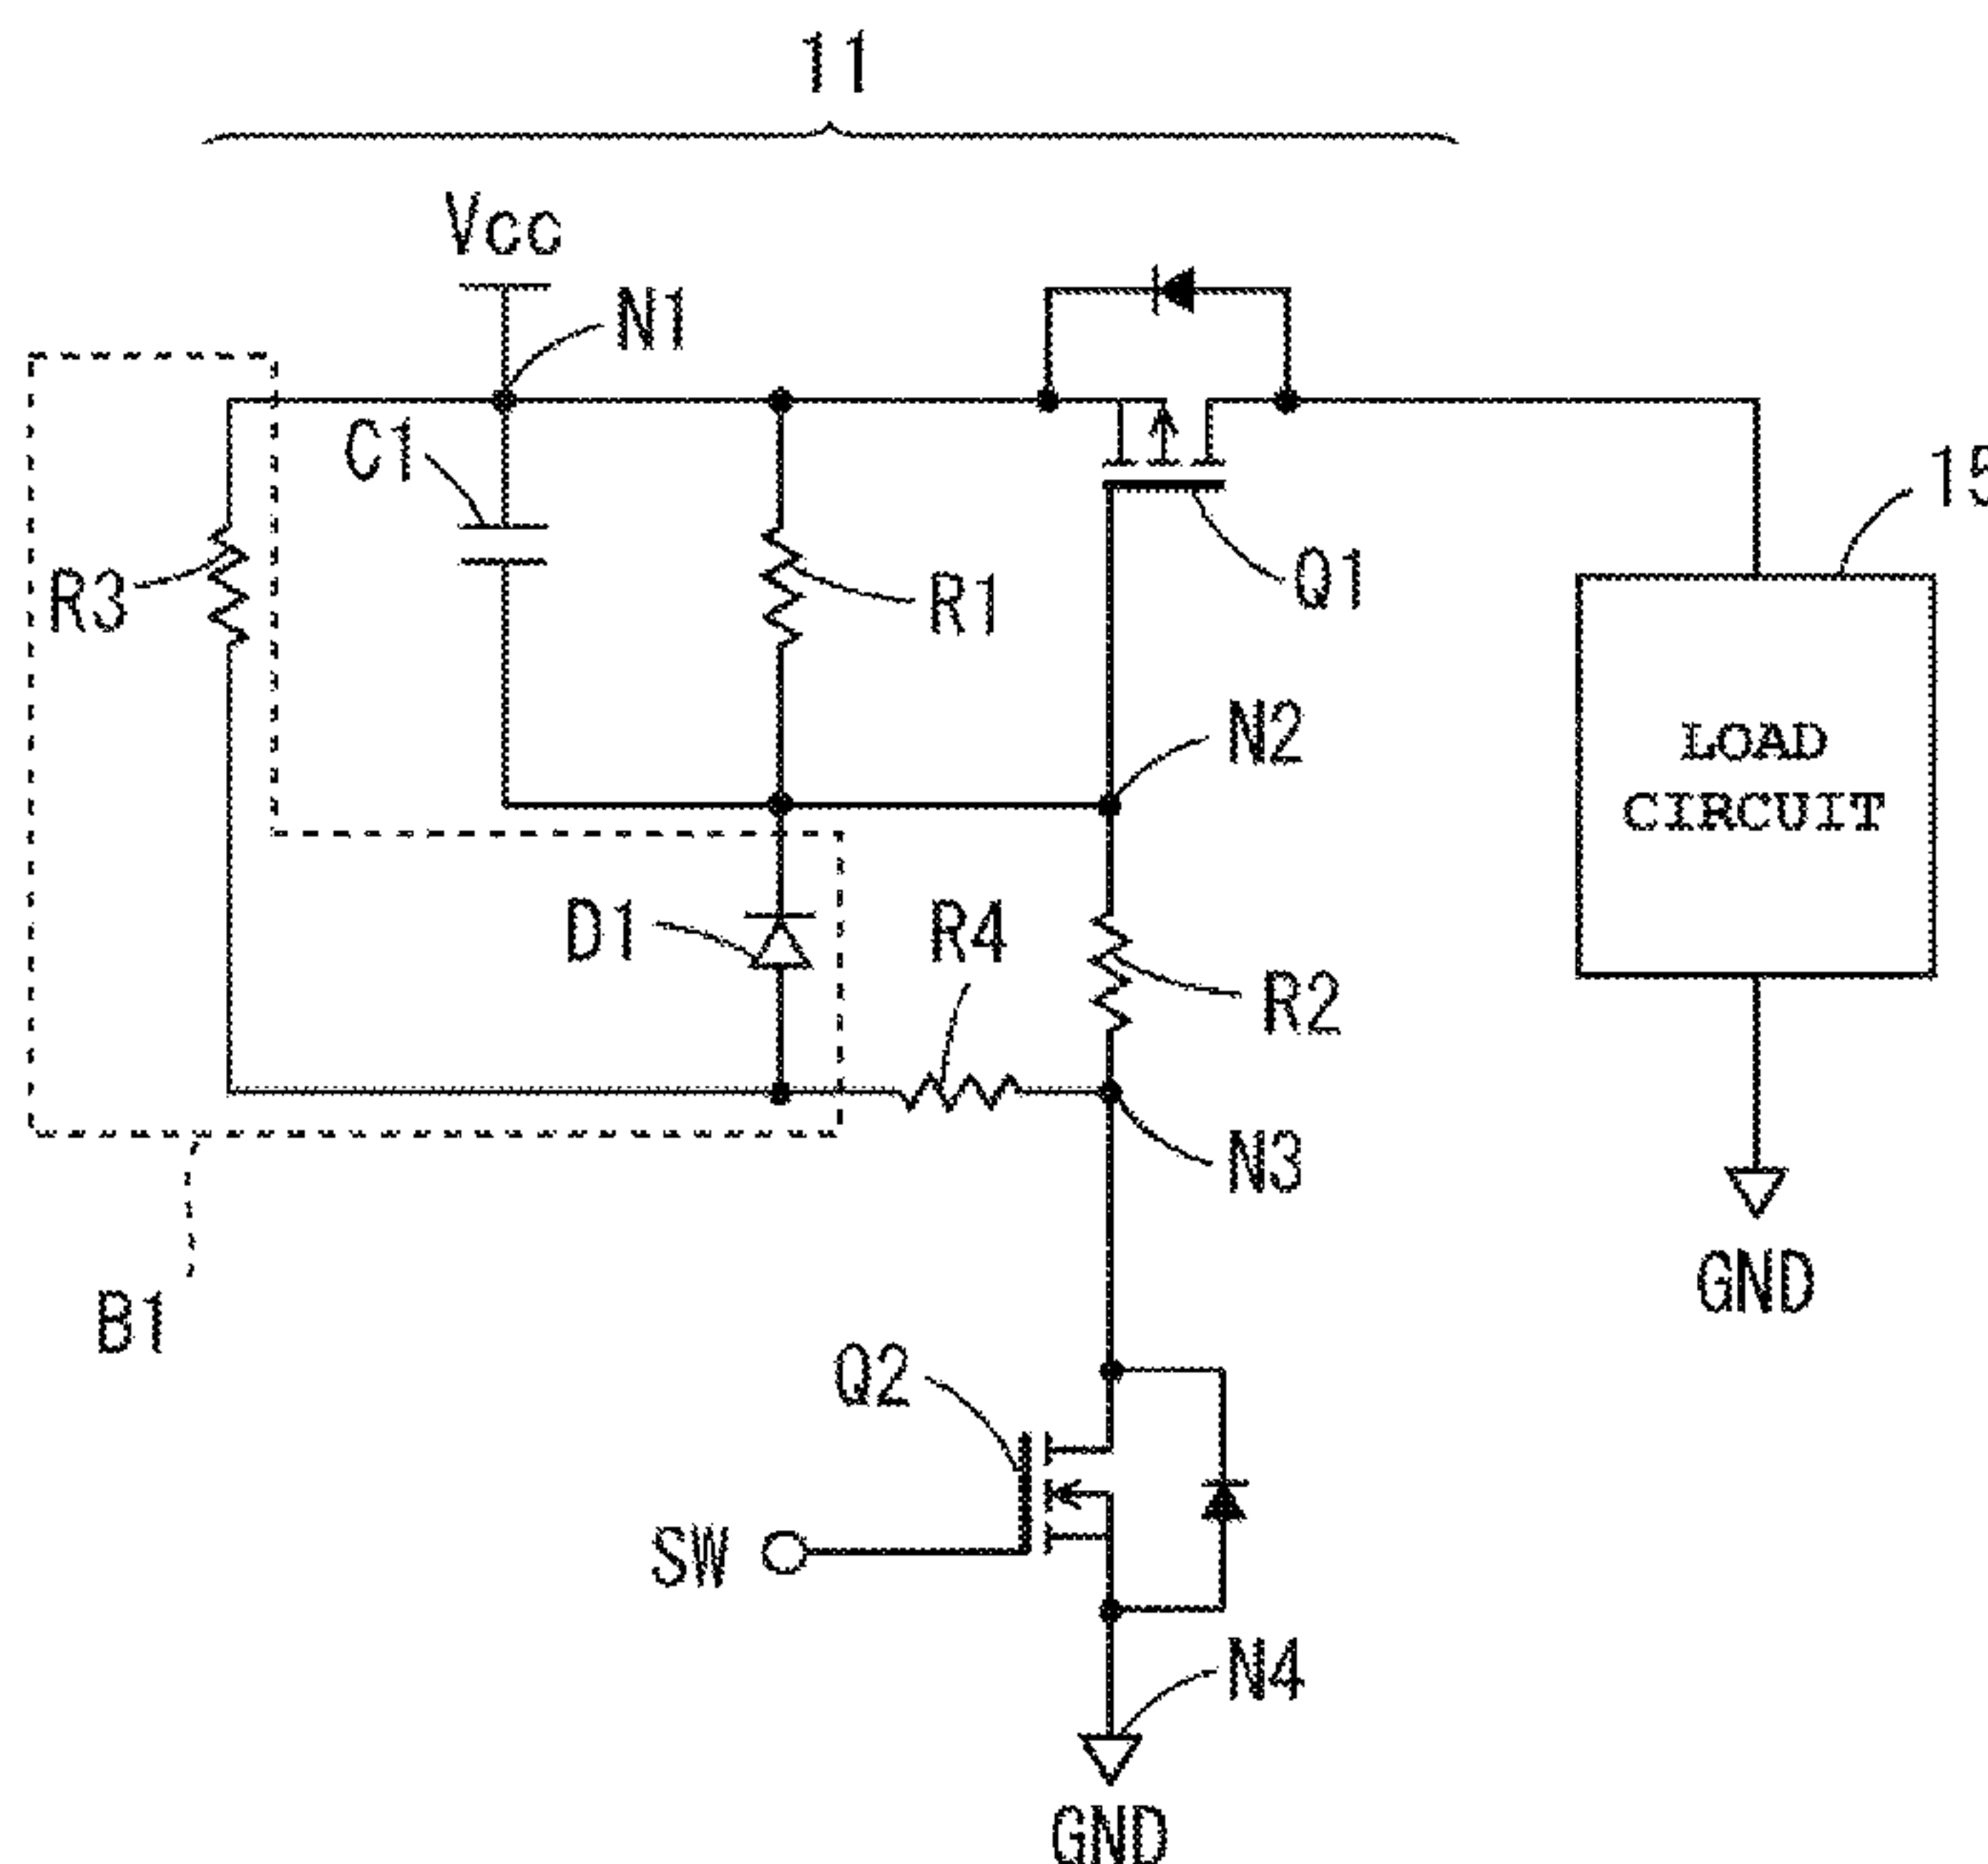 11
Vcc
N1
C1
15
R3
R1
Q1
N2
LOAD
CIRCUIT
D1
R4
R2
N3
GND
B1
Q2
SW
N4
GND